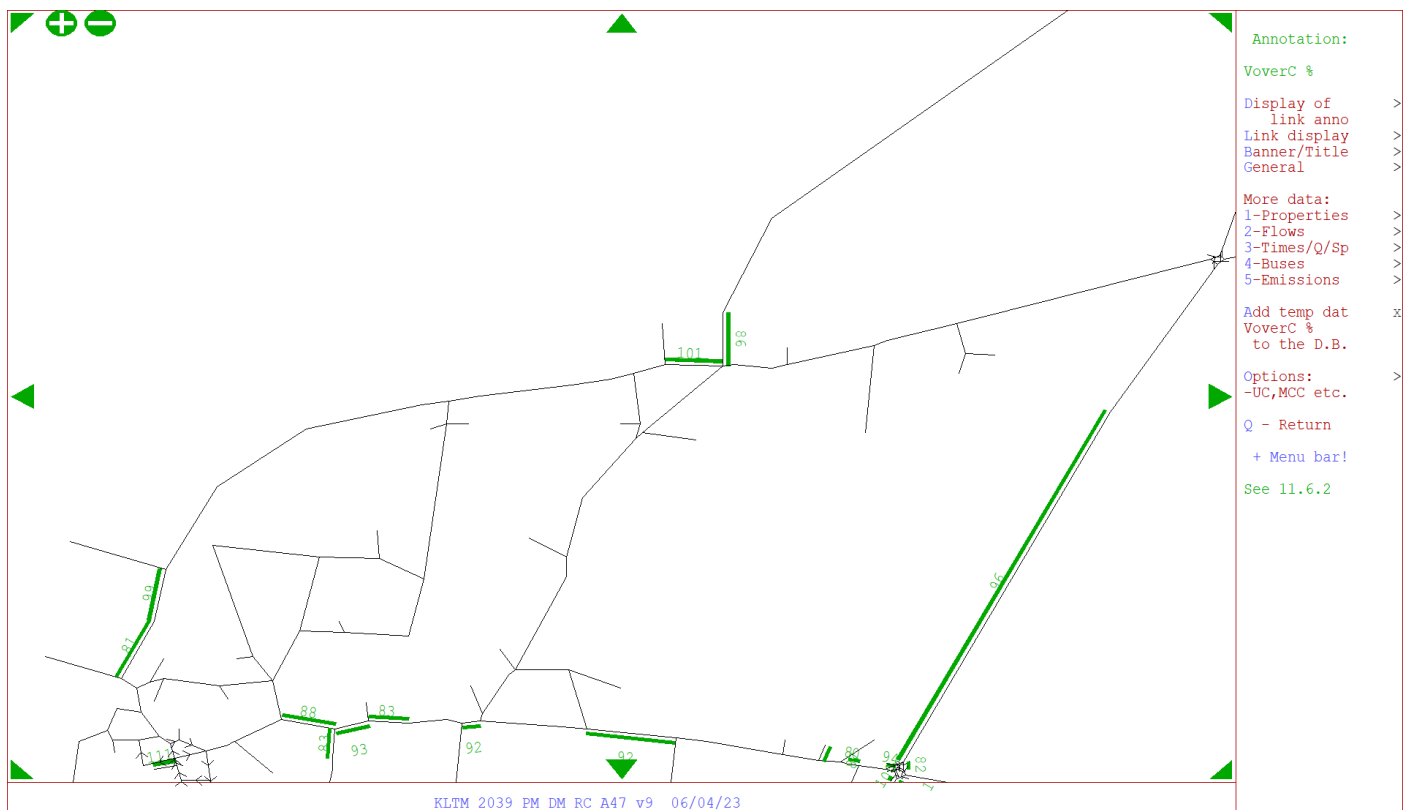 Annotation:
VoverC %
Display of >
link anno
Link display >
Banner/Title >
General >
More data:
1-Properties >
2-Flows >
3-Times/Q/Sp >
4-Buses >
5-Emissions >
Add temp dat x
VoverC %
to the D.B.
Options: >
-UC,MCC etc.
Q - Return
+ Menu bar!
See 11.6.2
101
98
96
99
81
88
83
83
93
92
92
82
KLTM 2039 PM DM RC A47 v9 06/04/23